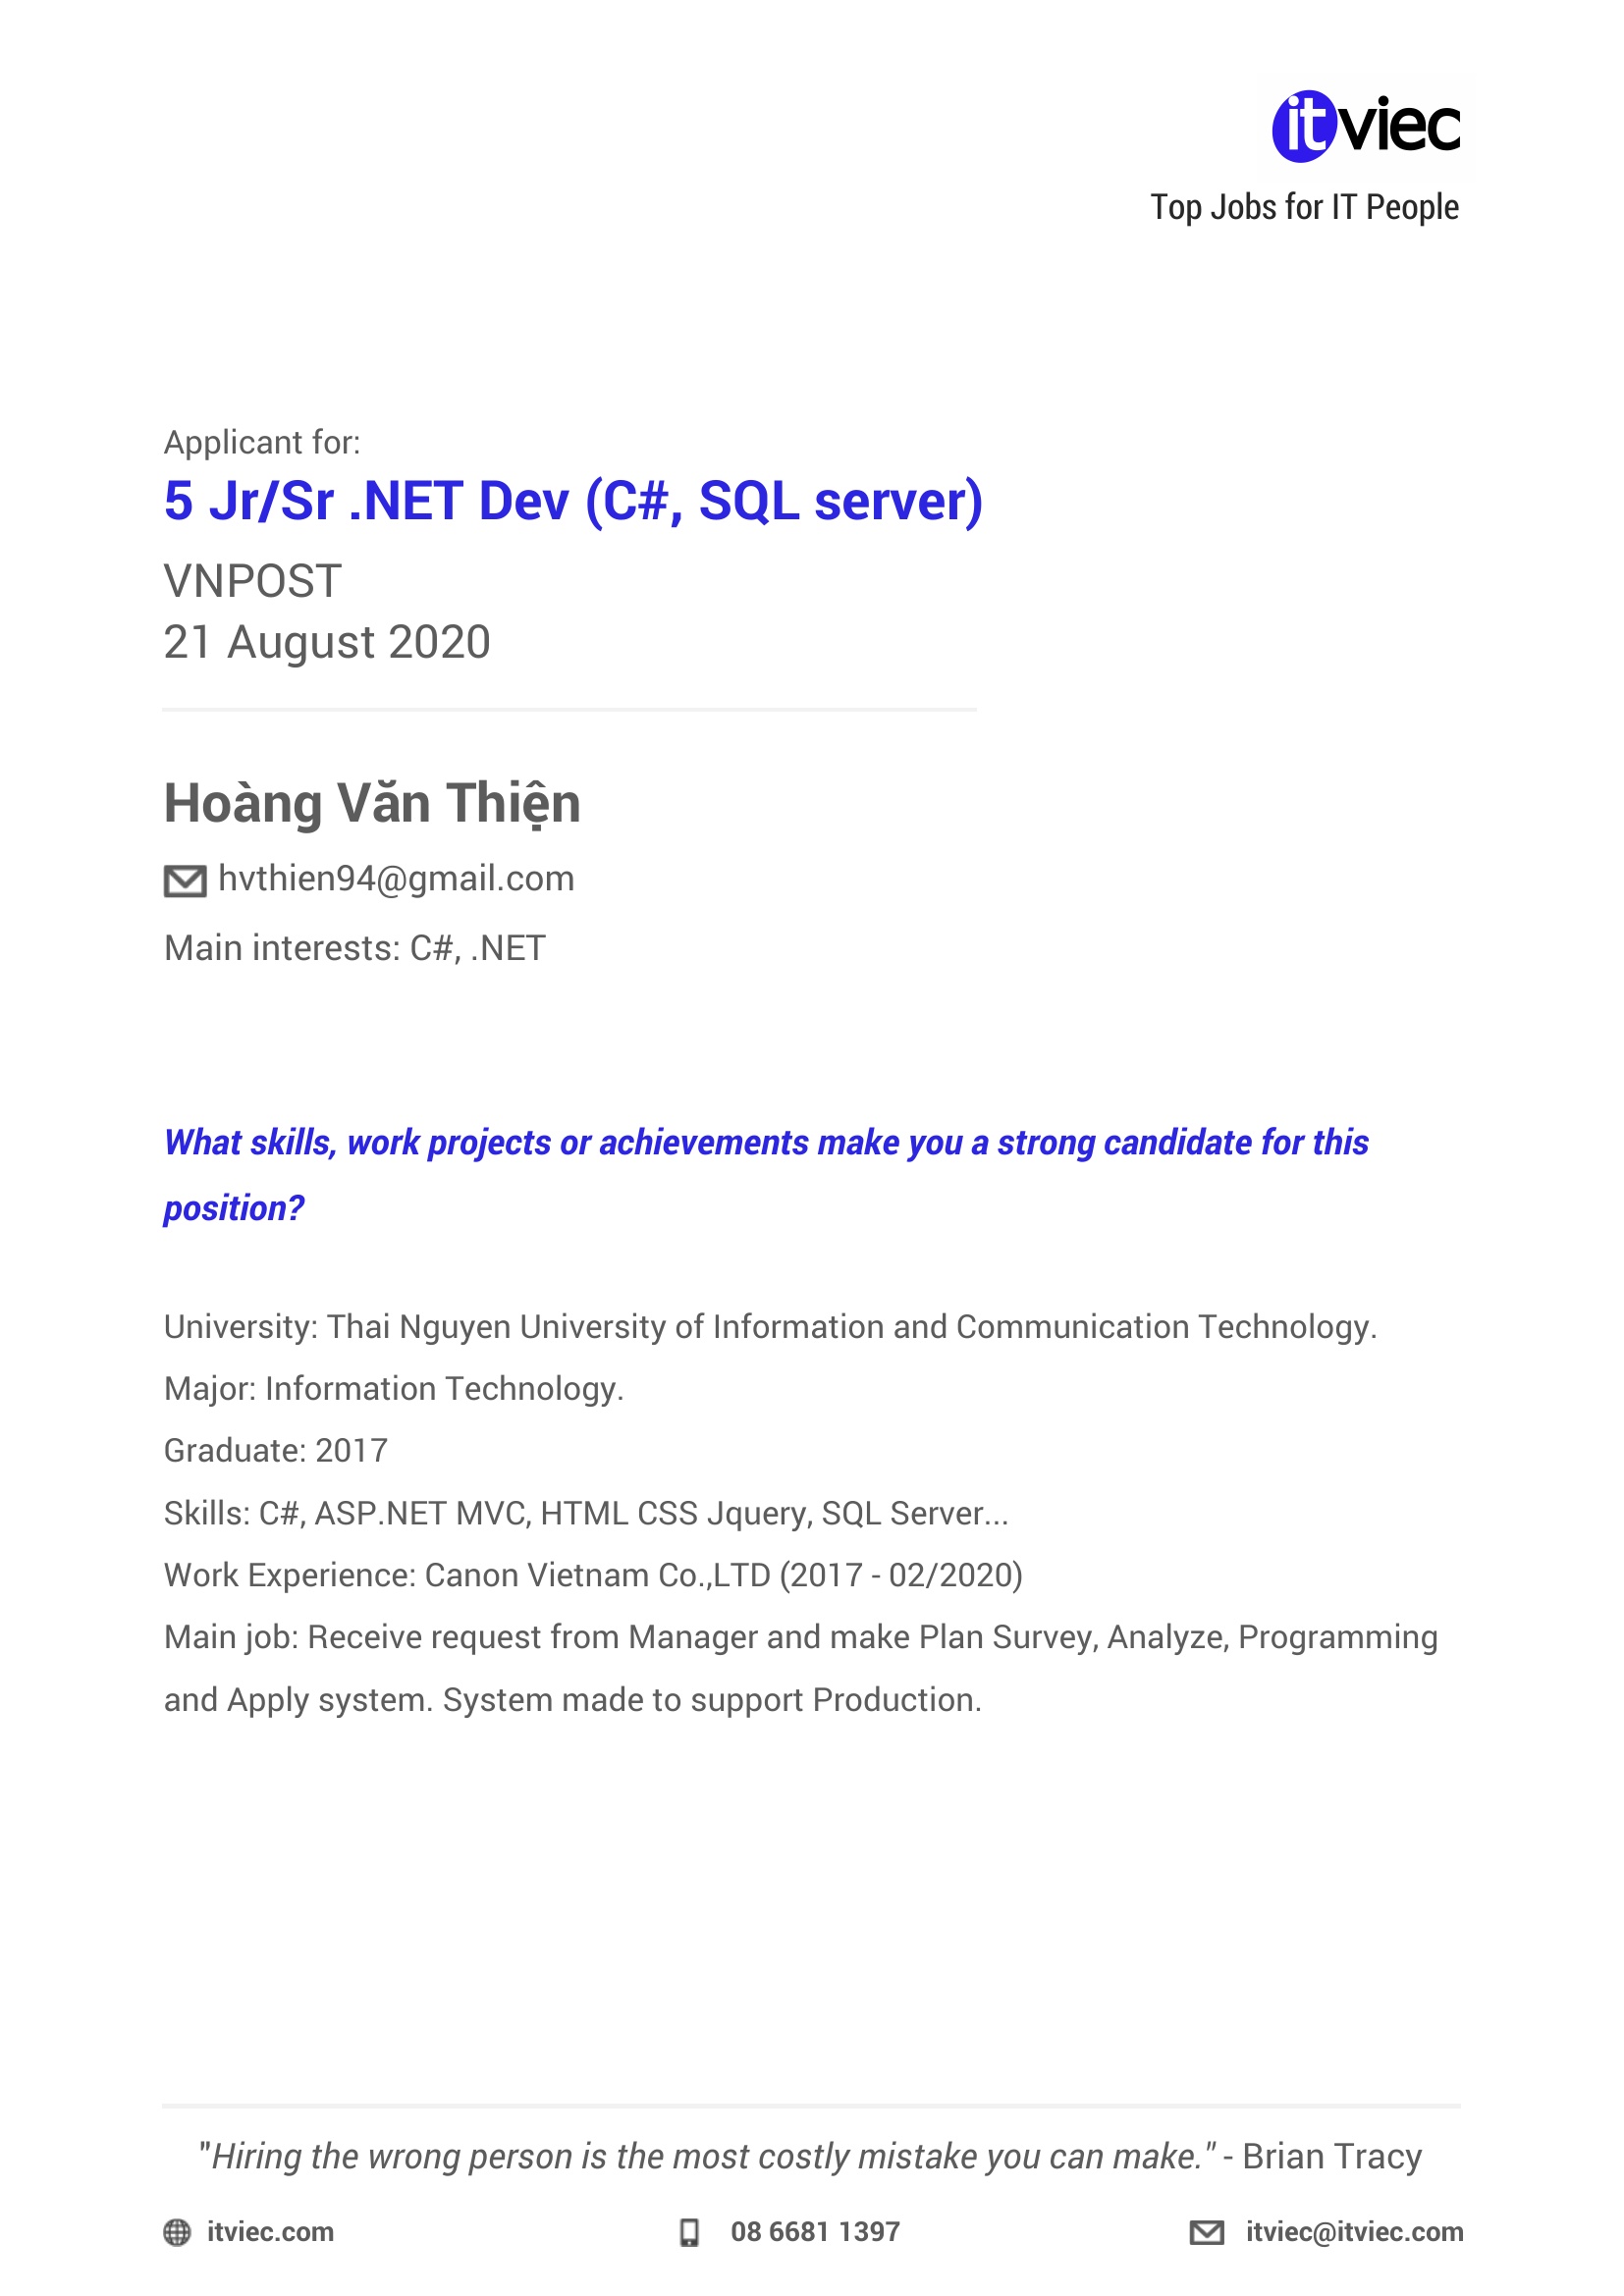 itviec
Top Jobs for IT People
Applicant for:
5 Jr/Sr .NET Dev (C#, SQL server)
VNPOST
21 August 2020
Hoàng Văn Thiện
hvthien94@gmail.com
Main interests: C#, .NET
What skills, work projects or achievements make you a strong candidate for this
position?
University: Thai Nguyen University of Information and Communication Technology.
Major: Information Technology.
Graduate: 2017
Skills: C#, ASP.NET MVC, HTML CSS Jquery, SQL Server...
Work Experience: Canon Vietnam Co.,LTD (2017 - 02/2020)
Main job: Receive request from Manager and make Plan Survey, Analyze, Programming
and Apply system. System made to support Production.
"Hiring the wrong person is the most costly mistake you can make." - Brian Tracy
itviec.com 08 6681 1397 itviec@itviec.com